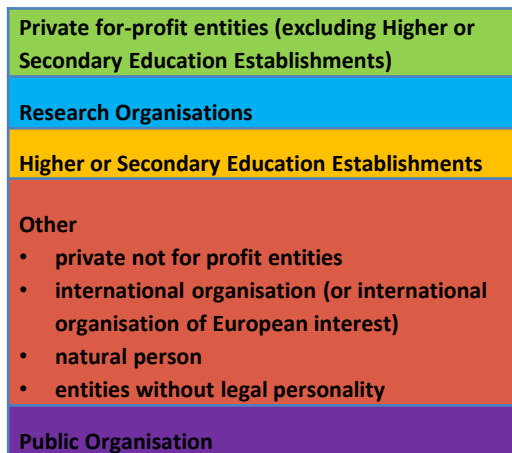 Private for-profit entities (excluding Higher or
Secondary Education Establishments)
Research Organisations
Higher or Secondary Education Establishments
Other
• private not for profit entities
• international organisation (or international
organisation of European interest)
• natural person
• entities without legal personality
Public Organisation